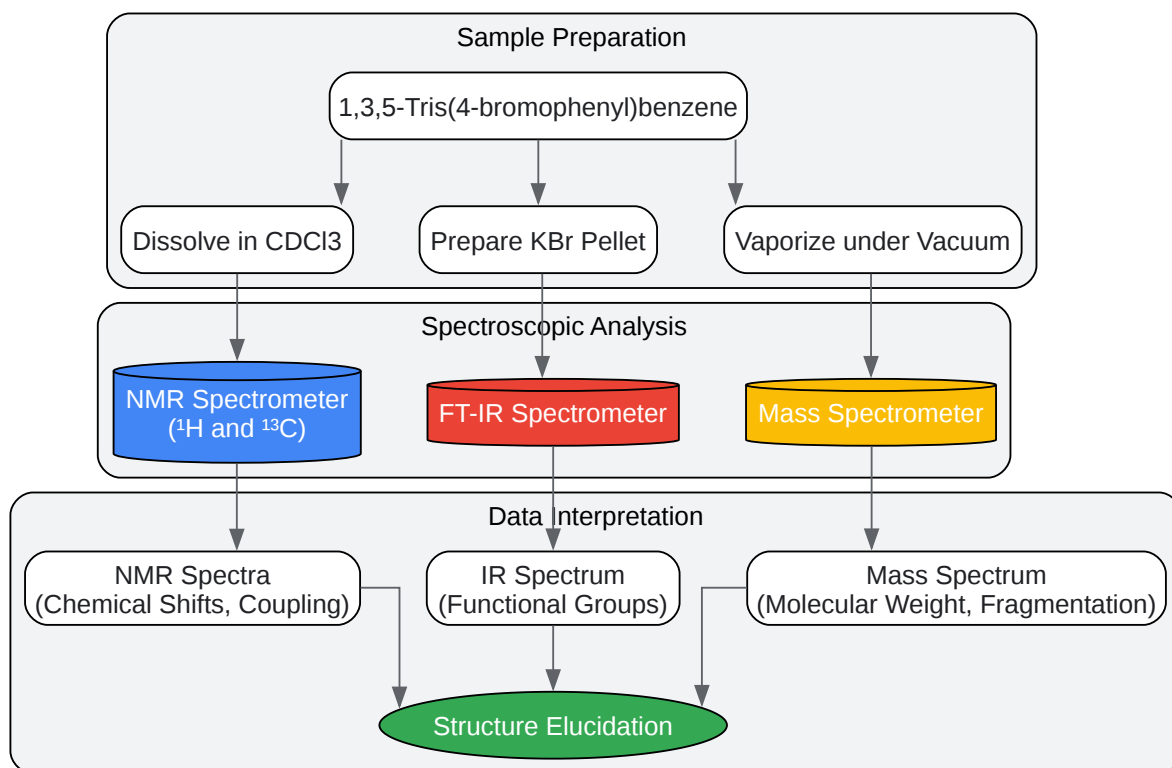 Sample Preparation
1,3,5-Tris(4-bromophenyl)benzene
Dissolve in CDCl3
Prepare KBr Pellet
Vaporize under Vacuum
Spectroscopic Analysis
NMR Spectrometer
(¹H and ¹³C)
FT-IR Spectrometer
Mass Spectrometer
Data Interpretation
NMR Spectra
(Chemical Shifts, Coupling)
IR Spectrum
(Functional Groups)
Mass Spectrum
(Molecular Weight, Fragmentation)
Structure Elucidation